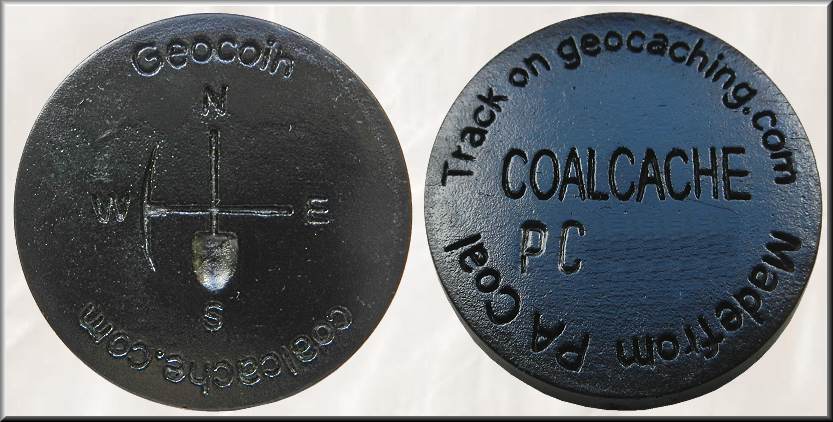 Geocoin
N
W E
S
coalcache.com
Track on geocaching.com
COALCACHE
PC
Made from PA Coal